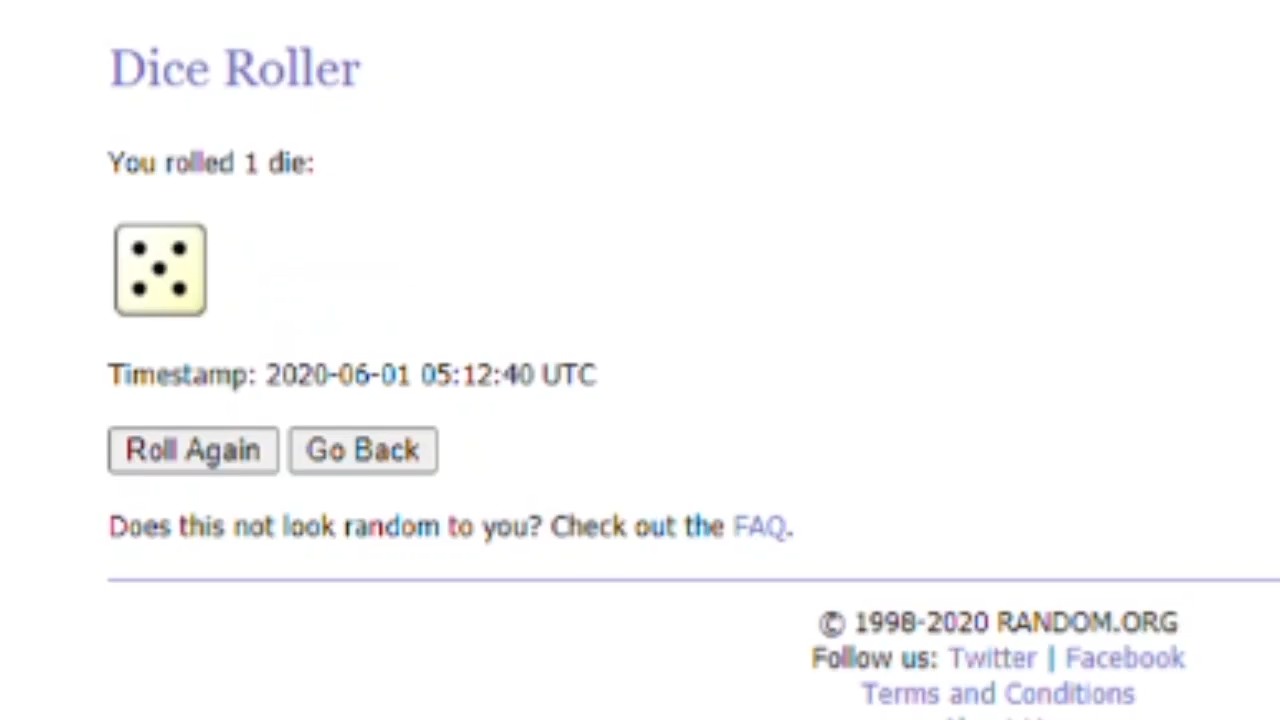 Dice Roller
You rolled 1 die:
Timestamp: 2020-06-01 05:12:40 UTC
Roll Again Go Back
Does this not look random to you? Check out the FAQ.
© 1998-2020 RANDOM.ORG
Follow us: Twitter | Facebook
Terms and Conditions